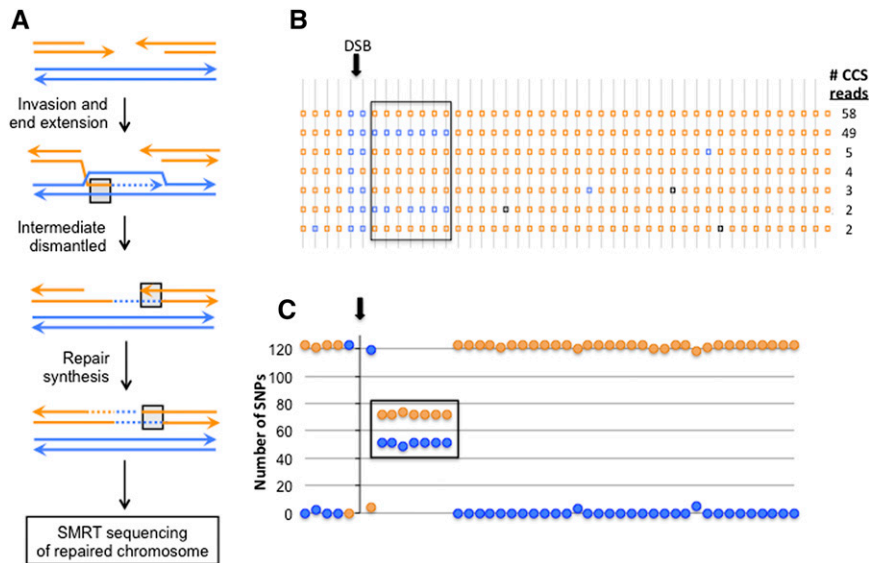 A
Invasion and
end extension
Intermediate
dismantled
Repair
synthesis
SMRT sequencing
of repaired chromosome
B
DSB
# CCS
reads
58
49
5
4
3
2
2
C
Number of SNPs
120
100
80
60
40
20
0